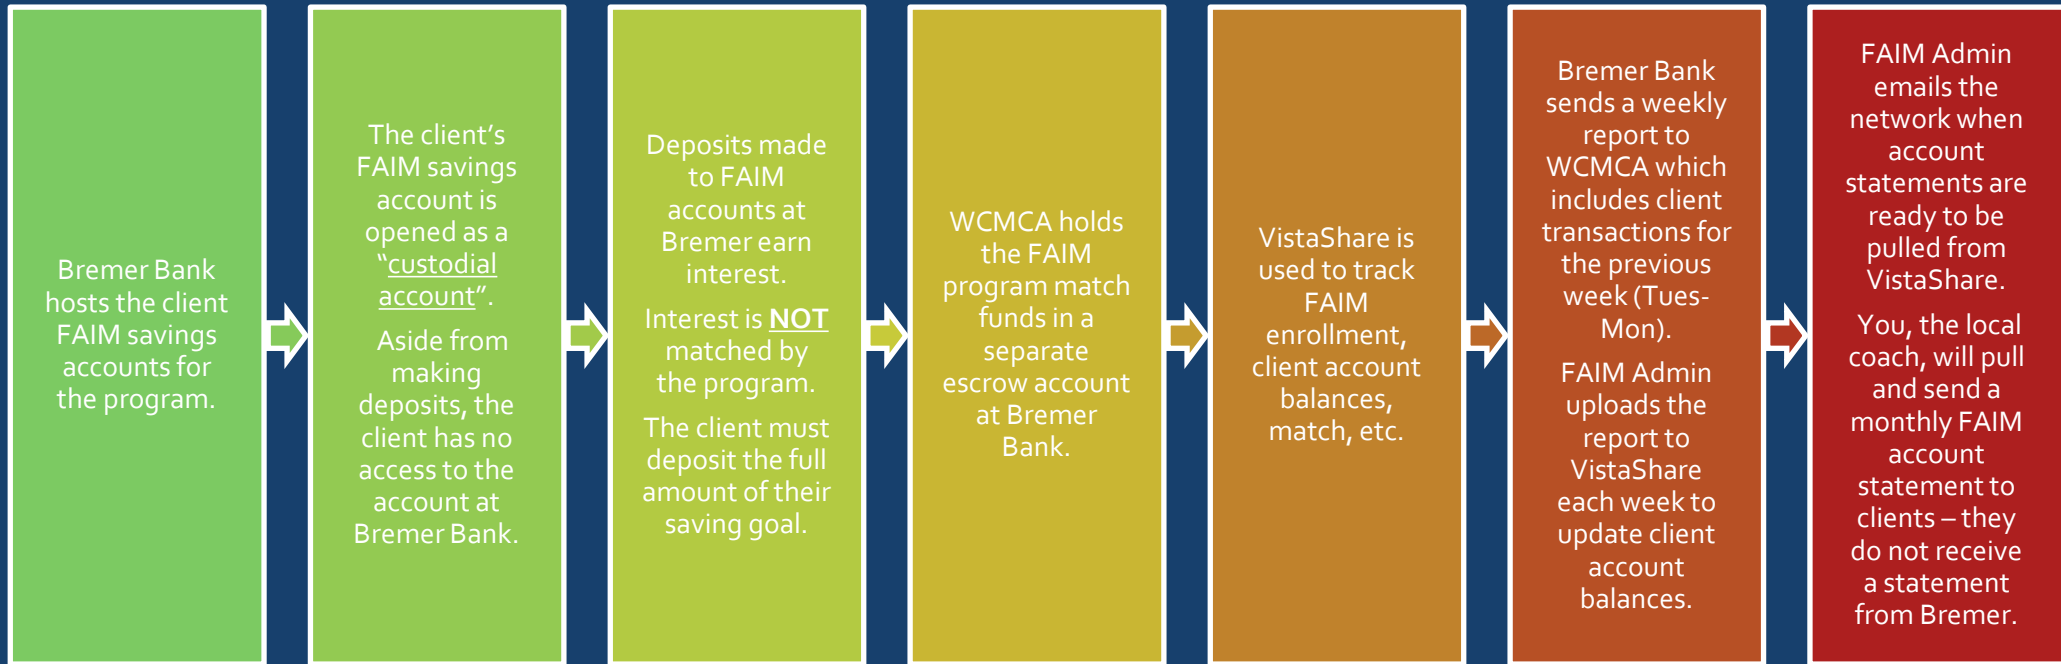 Bremer Bank
hosts the client
FAIM savings
accounts for
the program.
The client’s
FAIM savings
account is
opened as a
“custodial
account”.
Aside from
making
deposits, the
client has no
access to the
account at
Bremer Bank.
Deposits made
to FAIM
accounts at
Bremer earn
interest.
Interest is NOT
matched by
the program.
The client must
deposit the full
amount of their
saving goal.
WCMCA holds
the FAIM
program match
funds in a
separate
escrow account
at Bremer
Bank.
VistaShare is
used to track
FAIM
enrollment,
client account
balances,
match, etc.
Bremer Bank
sends a weekly
report to
WCMCA which
includes client
transactions for
the previous
week (Tues-
Mon).
FAIM Admin
uploads the
report to
VistaShare
each week to
update client
account
balances.
FAIM Admin
emails the
network when
account
statements are
ready to be
pulled from
VistaShare.
You, the local
coach, will pull
and send a
monthly FAIM
account
statement to
clients – they
do not receive
a statement
from Bremer.